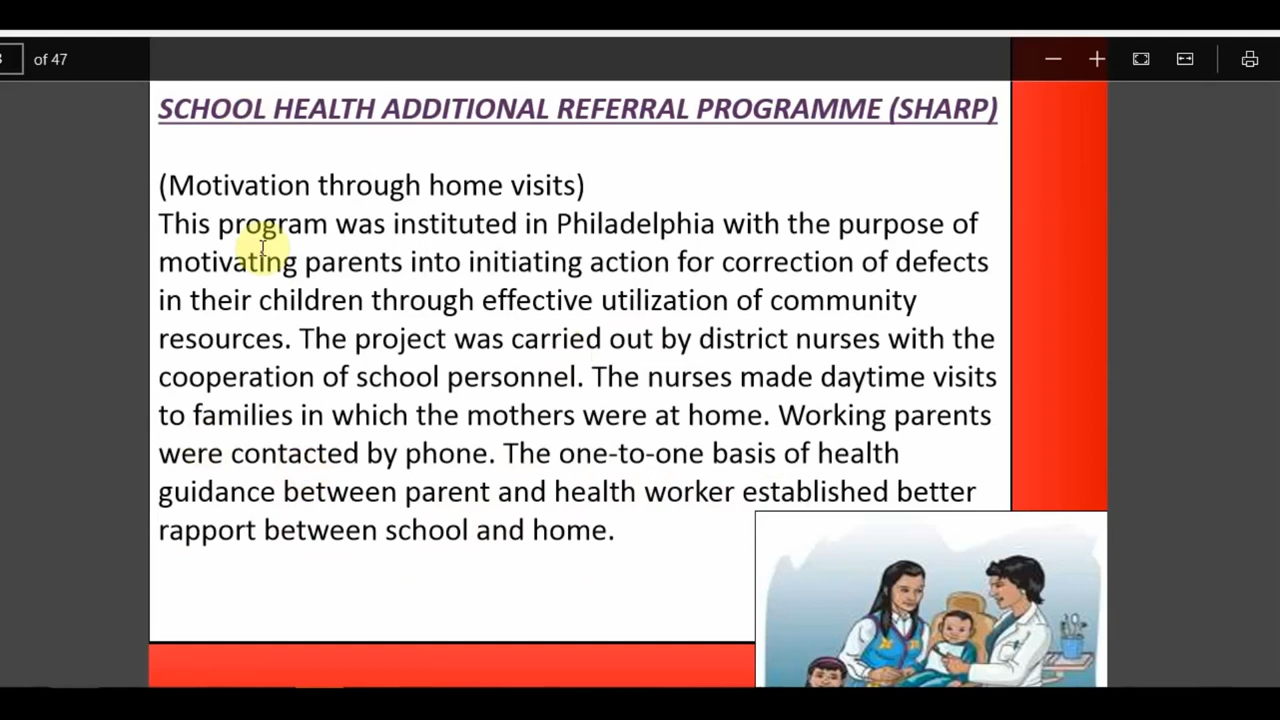 of 47
SCHOOL HEALTH ADDITIONAL REFERRAL PROGRAMME (SHARP)
(Motivation through home visits)
This program was instituted in Philadelphia with the purpose of
motivating parents into initiating action for correction of defects
in their children through effective utilization of community
resources. The project was carried out by district nurses with the
cooperation of school personnel. The nurses made daytime visits
to families in which the mothers were at home. Working parents
were contacted by phone. The one-to-one basis of health
guidance between parent and health worker established better
rapport between school and home.